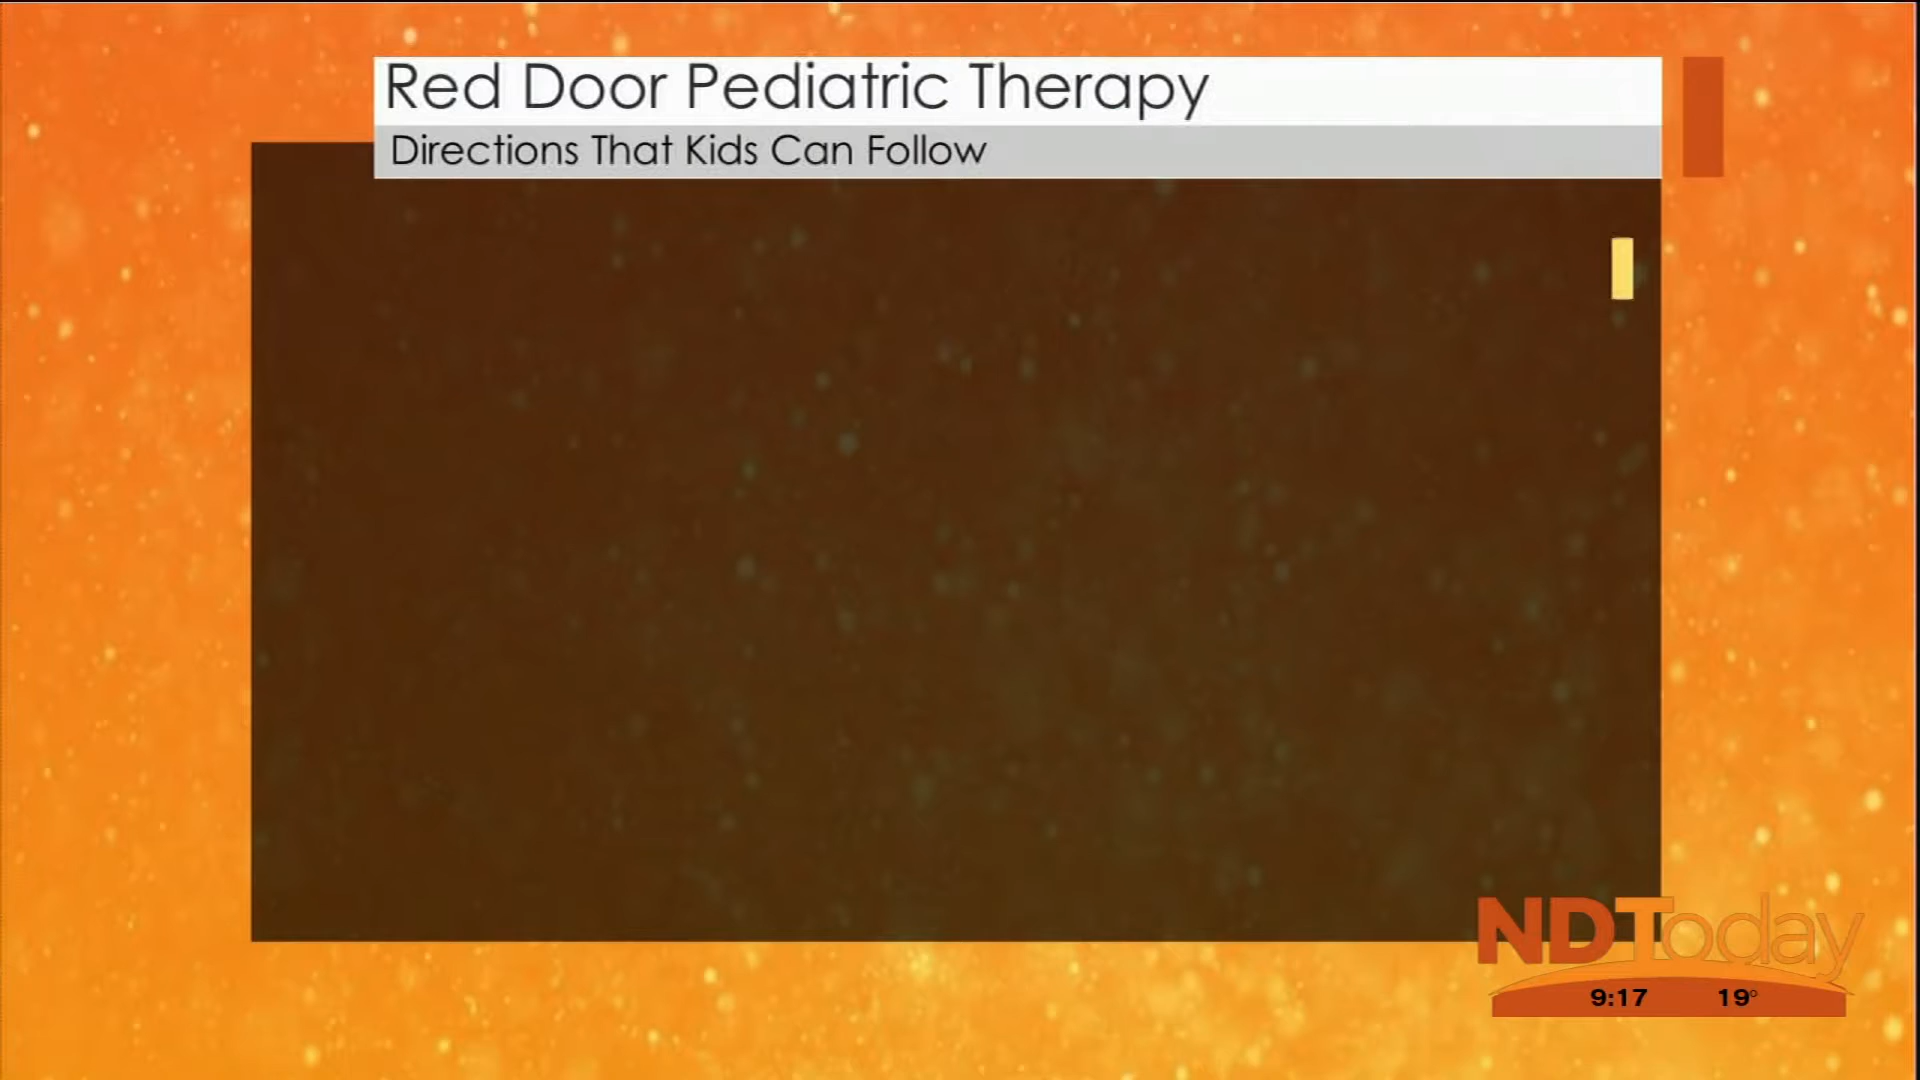 Red Door Pediatric Therapy
Directions That Kids Can Follow
NDToday
9:17 19°